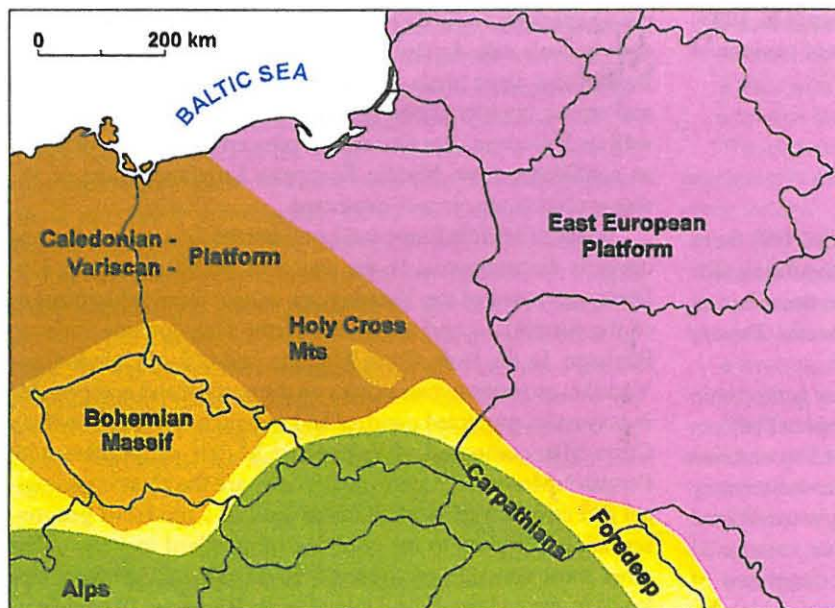 0 200 km
BALTIC SEA
East European
Platform
Caledonian -
Variscan -
Platform
Holy Cross
Mts
Bohemian
Massif
Carpathians
Foredeep
Alps